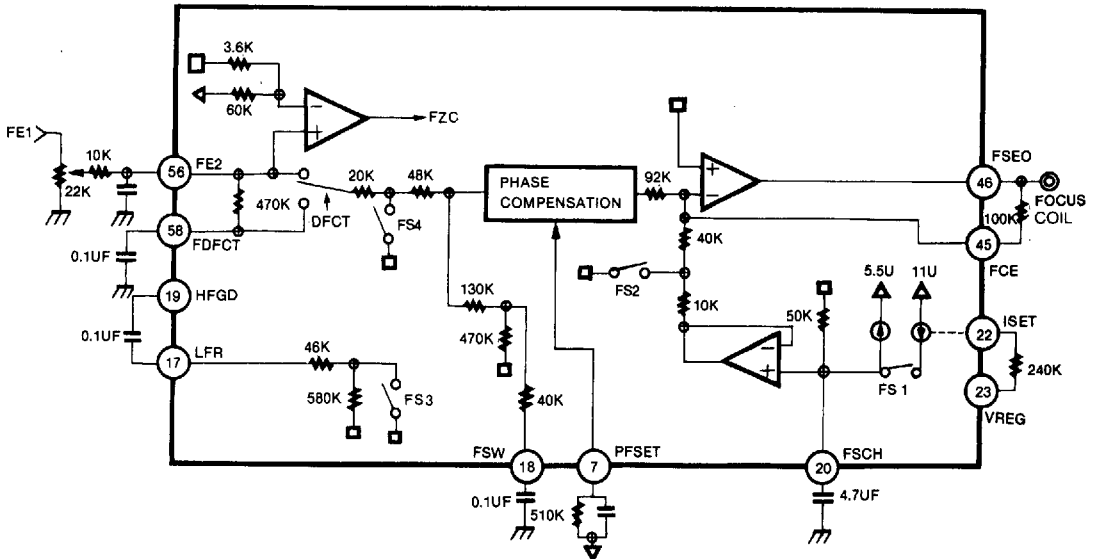 3.6K
60K
FZC
FE1
10K
22K
56
FE2
470K
DFCT
20K
48K
FS4
58
FDFCT
0.1UF
19
HFGD
0.1UF
17
LFR
46K
580K
FS3
PHASE
COMPENSATION
92K
40K
FS2
10K
130K
470K
40K
50K
5.5U
11U
FS 1
FSEO
46
FOCUS
COIL
100K
45
FCE
ISET
22
240K
23
VREG
FSW
18
0.1UF
7
PFSET
510K
FSCH
20
4.7UF